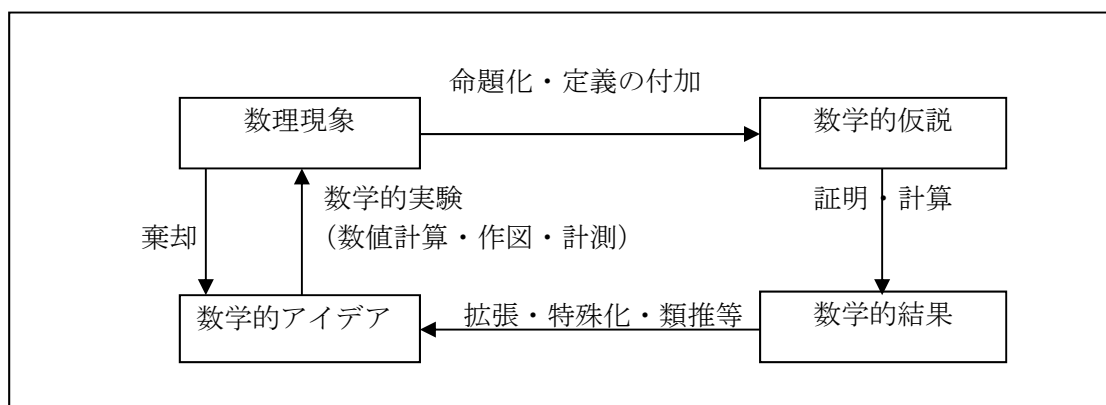 命題化・定義の付加
数理現象
数学的仮説
数学的実験
（数値計算・作図・計測）
証明・計算
棄却
数学的アイデア
拡張・特殊化・類推等
数学的結果